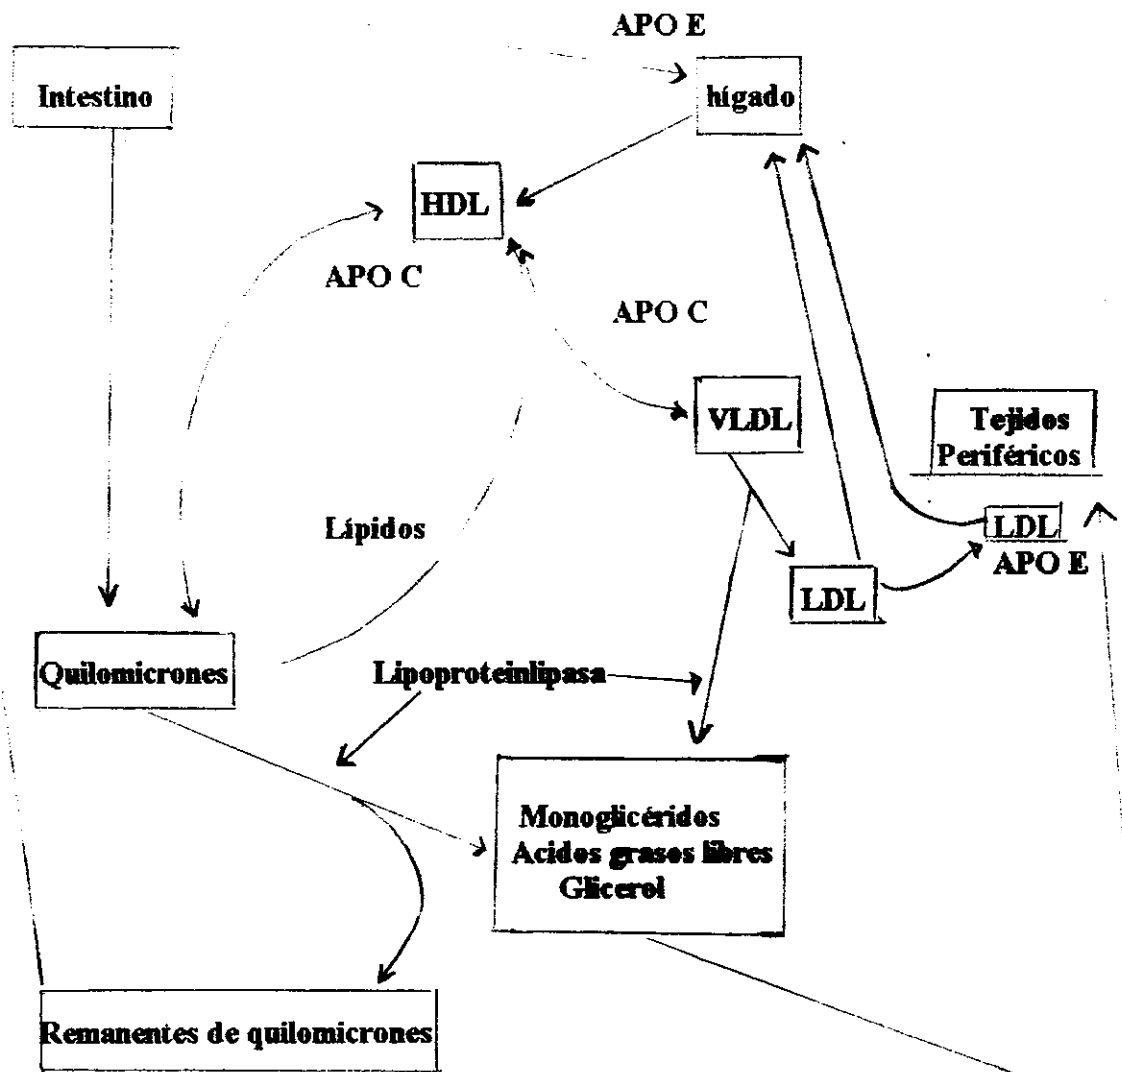 APO E
Intestino
hígado
HDL
APO C
APO C
VLDL
Tejidos
Periféricos
Lípidos
LDL
APO E
LDL
Quilomicrones
Lipoproteinlipasa
Monoglicéridos
Acidos grasos libres
Glicerol
Remanentes de quilomicrones